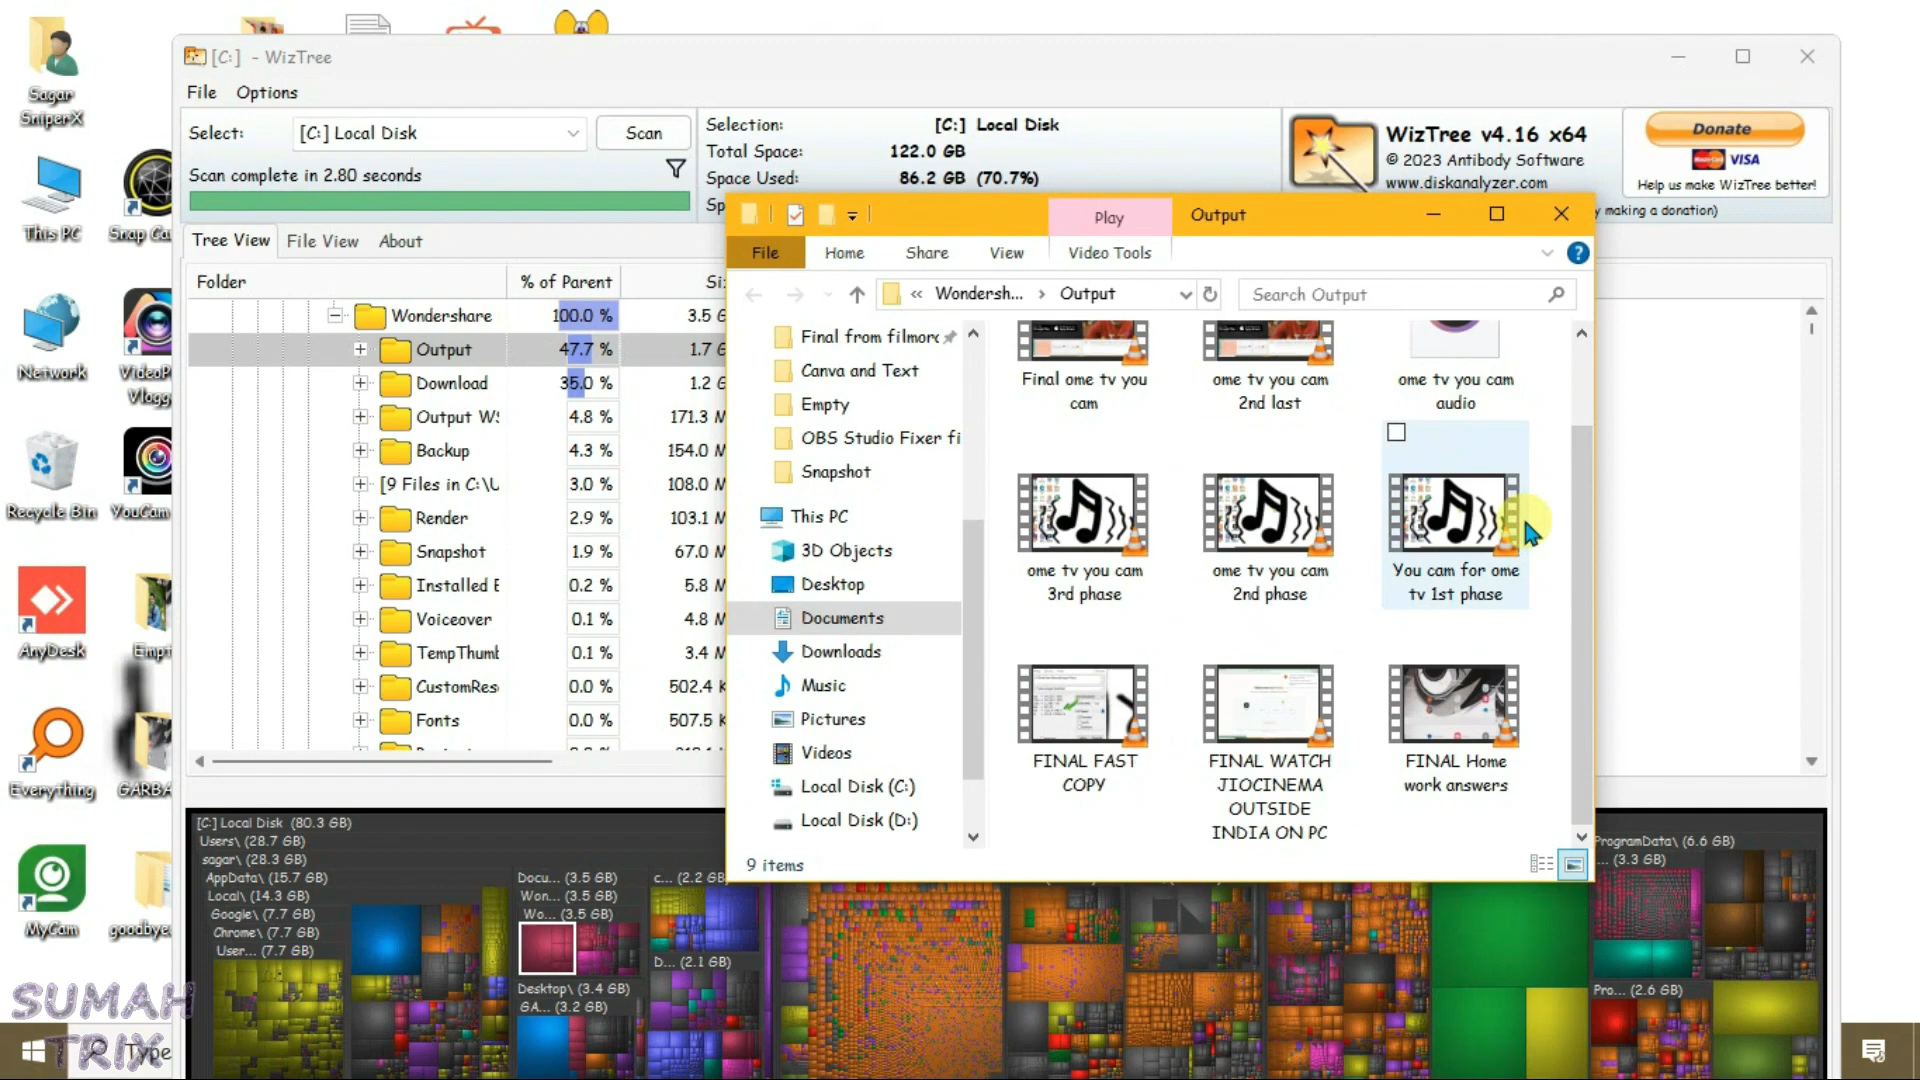 [C:] - WizTree
File Options
Select: [C:] Local Disk Scan
Scan complete in 2.80 seconds
Selection: [C:] Local Disk
Total Space: 122.0 GB
Space Used: 86.2 GB (70.7%)
WizTree v4.16 x64
© 2023 Antibody Software
www.diskanalyzer.com
Donate
MasterCard VISA
Help us make WizTree better!
y making a donation)
Tree View File View About
Folder % of Parent Si
Wondershare 100.0 % 3.5 G
Output 47.7 % 1.7 G
Download 35.0 % 1.2 G
Output WS 4.8 % 171.3 M
Backup 4.3 % 154.0 M
[9 Files in C:\U 3.0 % 108.0 M
Render 2.9 % 103.1 M
Snapshot 1.9 % 67.0 M
Installed E 0.2 % 5.8 M
Voiceover 0.1 % 4.8 M
TempThumb 0.1 % 3.4 M
CustomRes 0.0 % 502.4 K
Fonts 0.0 % 507.5 K
Play Output
File Home Share View Video Tools
« Wondersh... › Output
Search Output
Final from filmorc
Canva and Text
Empty
OBS Studio Fixer fi
Snapshot
This PC
3D Objects
Desktop
Documents
Downloads
Music
Pictures
Videos
Local Disk (C:)
Local Disk (D:)
9 items
Final ome tv you
cam
ome tv you cam
2nd last
ome tv you cam
audio
ome tv you cam
3rd phase
ome tv you cam
2nd phase
You cam for ome
tv 1st phase
FINAL FAST
COPY
FINAL WATCH
JIOCINEMA
OUTSIDE
INDIA ON PC
FINAL Home
work answers
Sagar
SniperX
This PC
Snap Ca
Network
VideoP
Vlogg
Recycle Bin
YouCam
AnyDesk
Empt
Everything
GARBA
MyCam
goodbye
[C:] Local Disk (80.3 GB)
Users\ (28.7 GB)
sagar\ (28.3 GB)
AppData\ (15.7 GB)
Local\ (14.3 GB)
Google\ (7.7 GB)
Chrome\ (7.7 GB)
User... (7.7 GB)
Docu... (3.5 GB)
Won... (3.5 GB)
Wo... (3.5 GB)
Desktop\ (3.4 GB)
GA... (3.2 GB)
c... (2.2 GB)
D... (2.1 GB)
ProgramData\ (6.6 GB)
... (3.3 GB)
Pro... (2.6 GB)
SUMAH
TRIX
Type